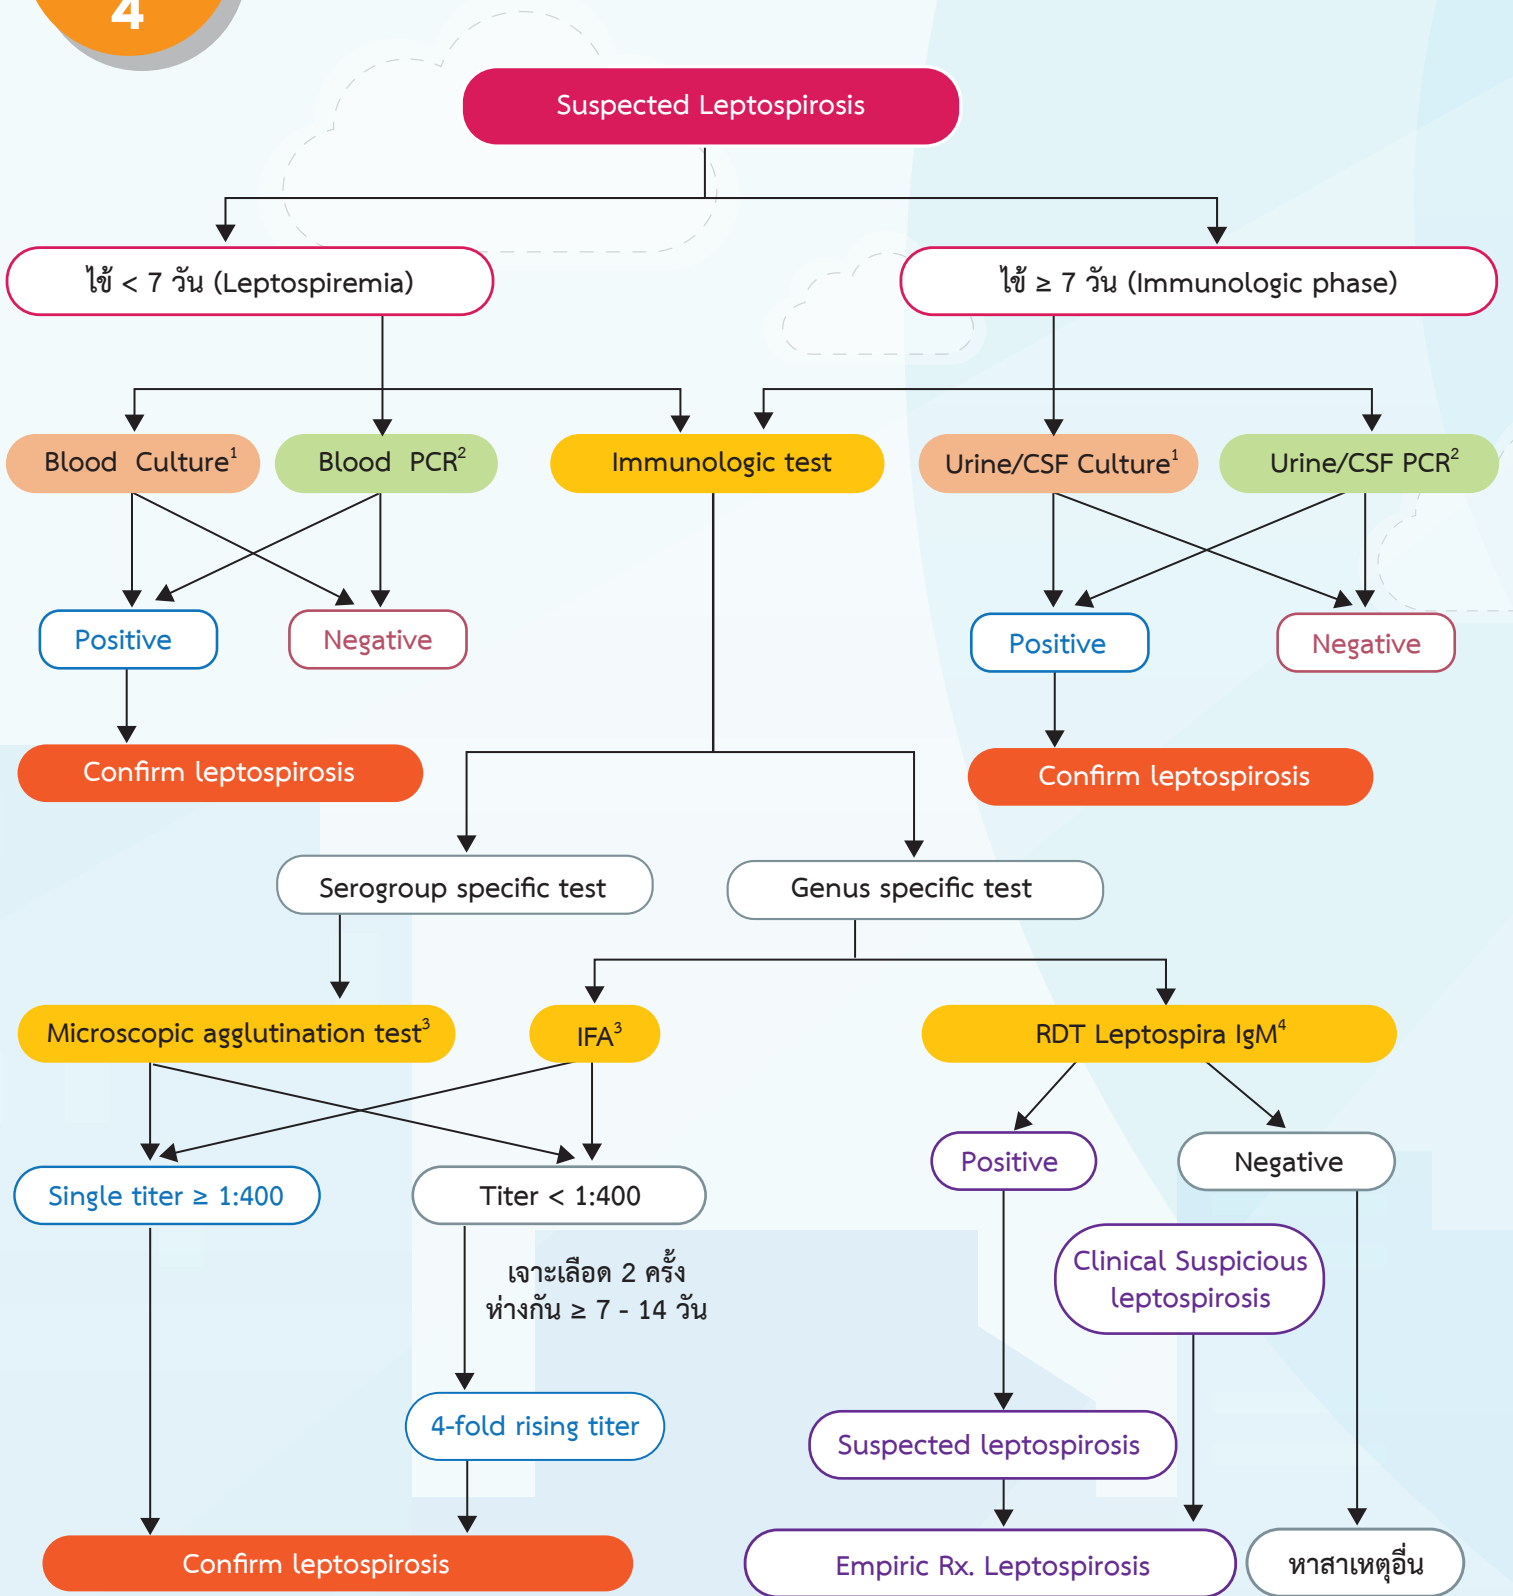 4
Suspected Leptospirosis
ไข้ < 7 วัน (Leptospiremia)
ไข้ ≥ 7 วัน (Immunologic phase)
Blood Culture¹
Blood PCR²
Immunologic test
Urine/CSF Culture¹
Urine/CSF PCR²
Positive
Negative
Positive
Negative
Confirm leptospirosis
Confirm leptospirosis
Serogroup specific test
Genus specific test
Microscopic agglutination test³
IFA³
RDT Leptospira IgM⁴
Positive
Negative
Single titer ≥ 1:400
Titer < 1:400
เจาะเลือด 2 ครั้ง
ห่างกัน ≥ 7 - 14 วัน
Clinical Suspicious
leptospirosis
4-fold rising titer
Suspected leptospirosis
Confirm leptospirosis
Empiric Rx. Leptospirosis
หาสาเหตุอื่น